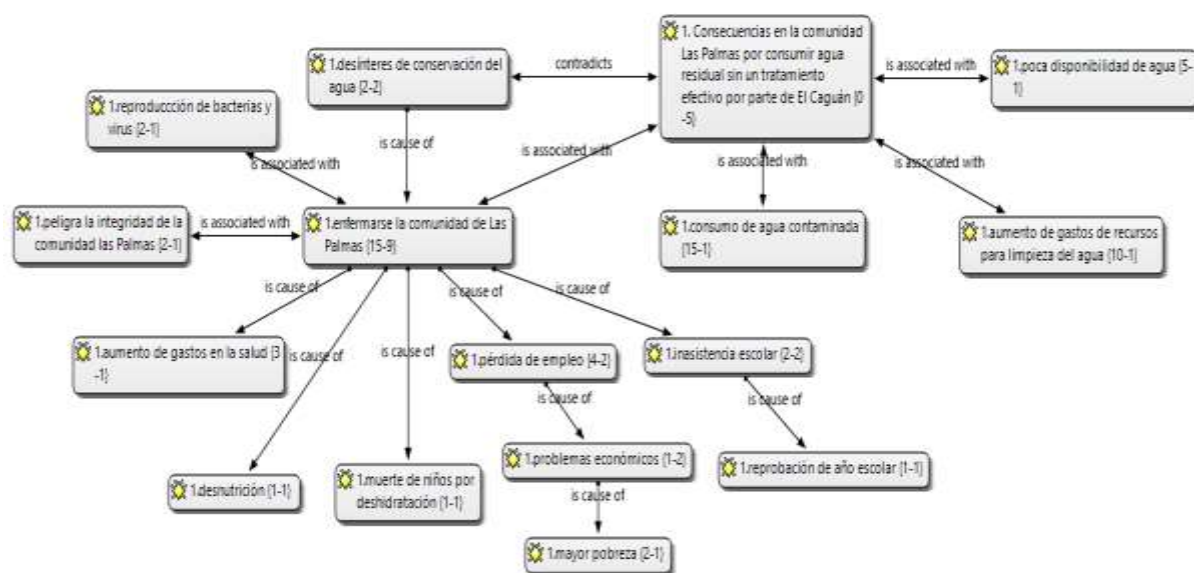 1. Consecuencias en la comunidad
Las Palmas por consumir agua
residual sin un tratamiento
efectivo por parte de El Caguán {0
-5}
1.desinteres de conservación del
agua {2-2}
contradicts
is associated with
1.poca disponibilidad de agua {5-
1}
1.reproduccción de bacterias y
virus {2-1}
is cause of
is associated with
is associated with
is associated with
is associated with
1.peligra la integridad de la
comunidad las Palmas {2-1}
is associated with
1.enfermarse la comunidad de Las
Palmas {15-9}
1.consumo de agua contaminada
{15-1}
1.aumento de gastos de recursos
para limpieza del agua {10-1}
is cause of
is cause of
is cause of
is cause of
is cause of
1.aumento de gastos en la salud {3
-1}
1.pérdida de empleo {4-2}
1.inasistencia escolar {2-2}
is cause of
is cause of
1.desnutrición {1-1}
1.muerte de niños por
deshidratación {1-1}
1.problemas económicos {1-2}
1.reprobación de año escolar {1-1}
is cause of
1.mayor pobreza {2-1}